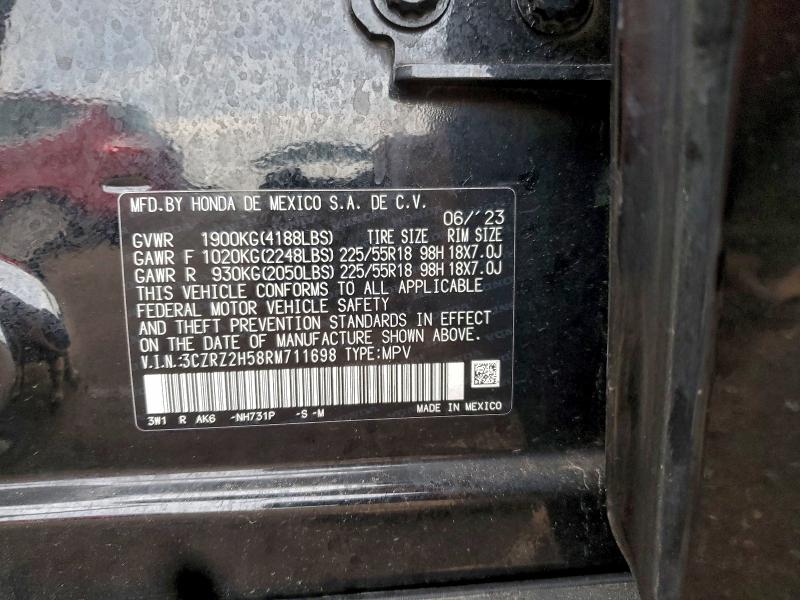 MFD.BY HONDA DE MEXICO S.A. DE C.V.
06/'23
GVWR 1900KG(4188LBS) TIRE SIZE RIM SIZE
GAWR F 1020KG(2248LBS) 225/55R18 98H 18X7.0J
GAWR R 930KG(2050LBS) 225/55R18 98H 18X7.0J
THIS VEHICLE CONFORMS TO ALL APPLICABLE
FEDERAL MOTOR VEHICLE SAFETY
AND THEFT PREVENTION STANDARDS IN EFFECT
ON THE DATE OF MANUFACTURE SHOWN ABOVE.
V.I.N.:3CZRZ2H58RM711698 TYPE:MPV
3W1 R AK6 -NH731P -S -M MADE IN MEXICO